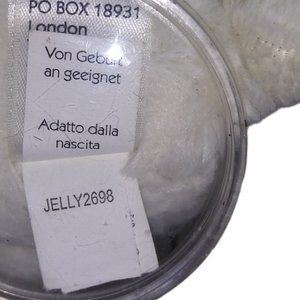 PO BOX 18931
London
Von Geburt
an geeignet
Adatto dalla
nascita
JELLY2698